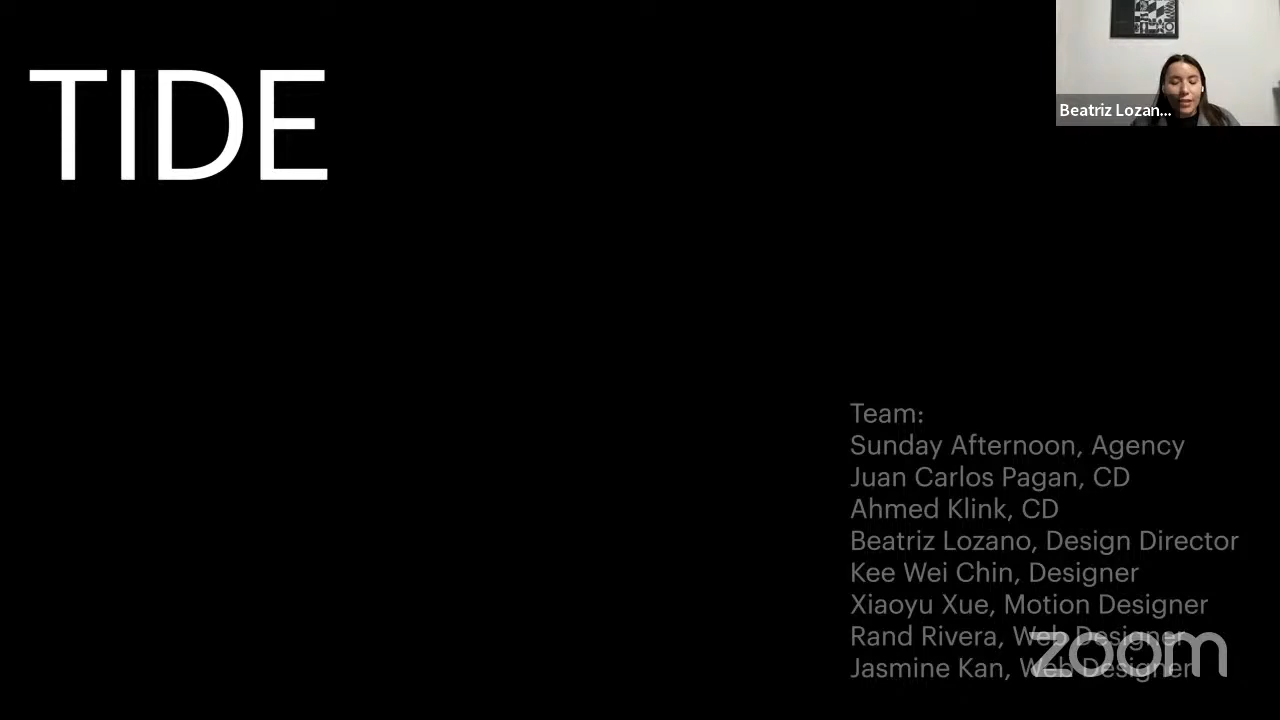 TIDE
Beatriz Lozan...
Team:
Sunday Afternoon, Agency
Juan Carlos Pagan, CD
Ahmed Klink, CD
Beatriz Lozano, Design Director
Kee Wei Chin, Designer
Xiaoyu Xue, Motion Designer
Rand Rivera, Web Designer
Jasmine Kan, Web Designer
zoom